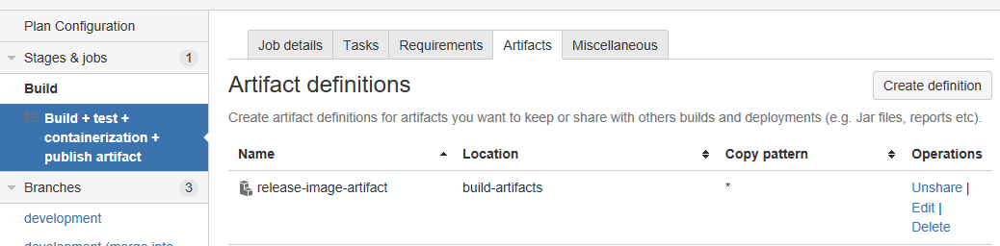 Plan Configuration
Stages & jobs 1
Build
Build + test +
containerization +
publish artifact
Branches 3
development
development (merge into
Job details Tasks Requirements Artifacts Miscellaneous
Artifact definitions
Create definition
Create artifact definitions for artifacts you want to keep or share with others builds and deployments (e.g. Jar files, reports etc).
Name Location Copy pattern Operations
release-image-artifact build-artifacts * Unshare |
Edit |
Delete